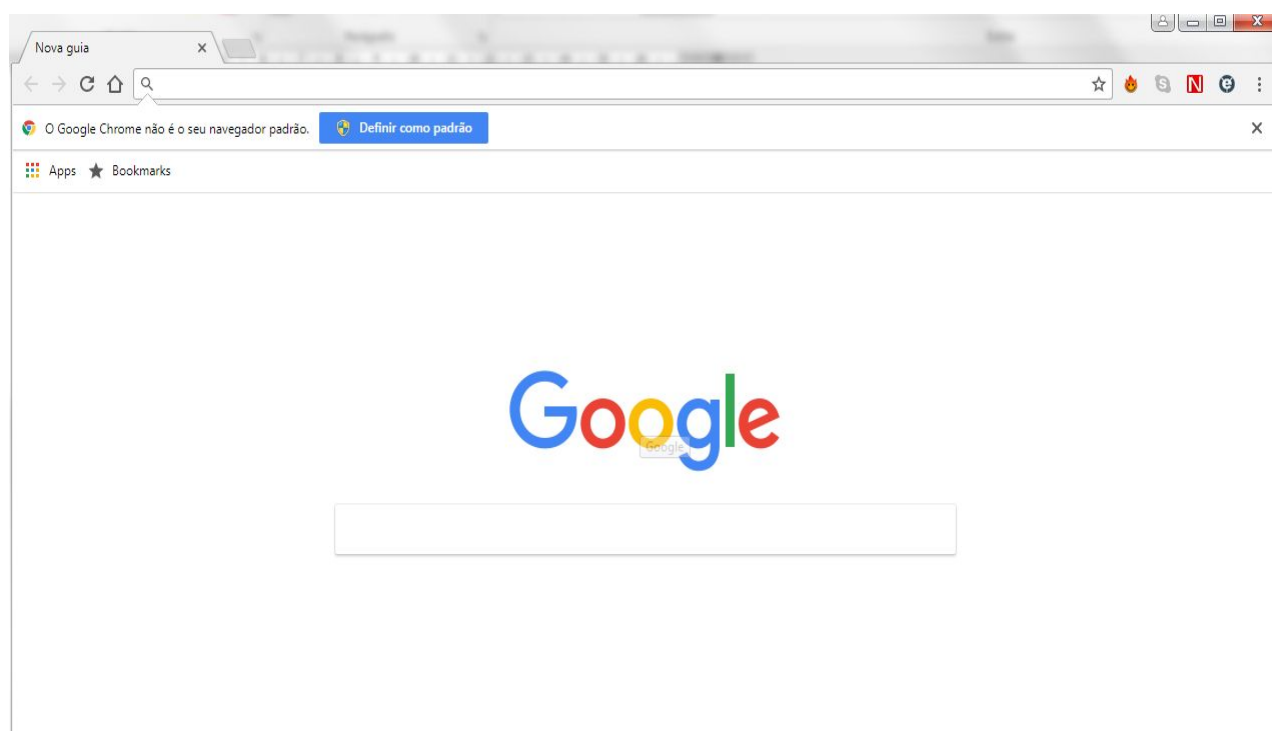 Nova guia
O Google Chrome não é o seu navegador padrão. Definir como padrão
Apps Bookmarks
Google
Google